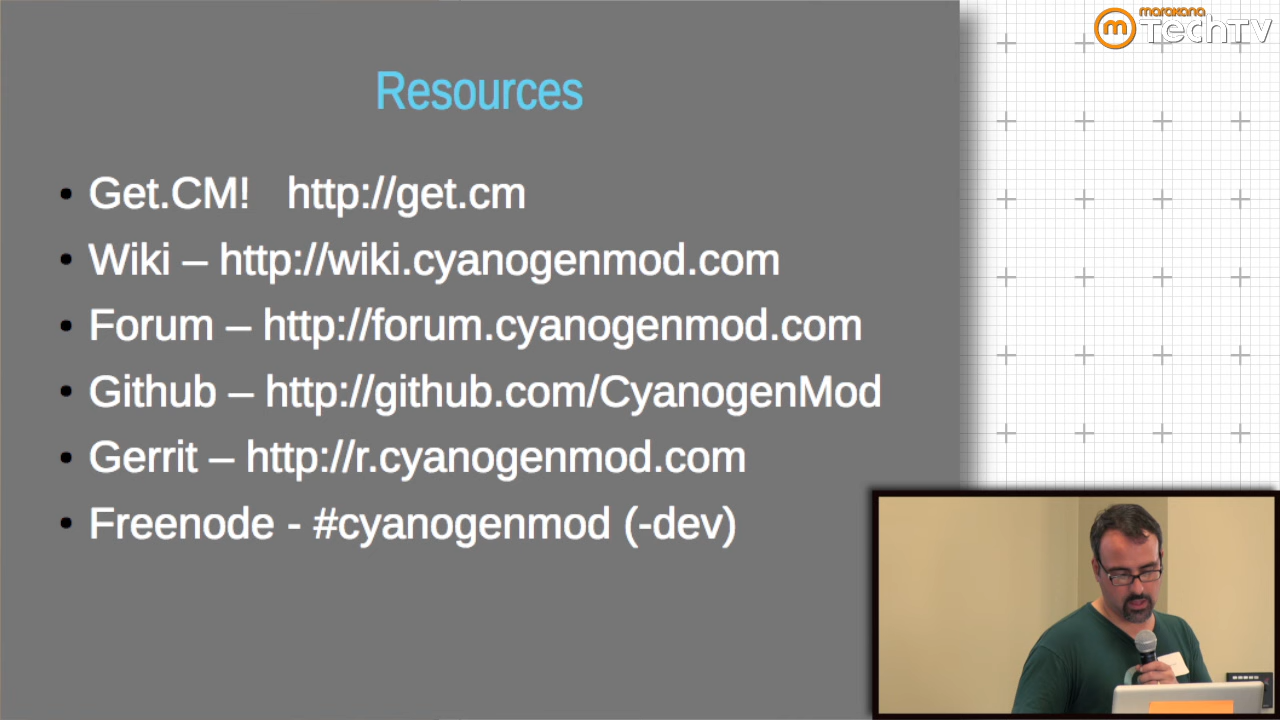 maraκana
TechTV
Resources
• Get.CM! http://get.cm
• Wiki – http://wiki.cyanogenmod.com
• Forum – http://forum.cyanogenmod.com
• Github – http://github.com/CyanogenMod
• Gerrit – http://r.cyanogenmod.com
• Freenode - #cyanogenmod (-dev)